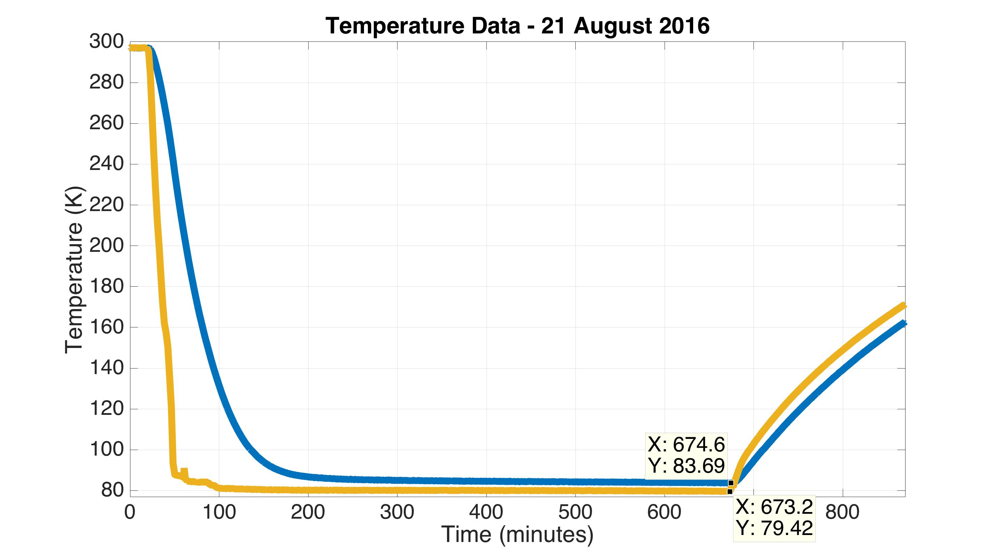 Temperature Data - 21 August 2016
300
280
260
240
220
200
180
160
140
120
100
80
Temperature (K)
X: 674.6
Y: 83.69
X: 673.2
Y: 79.42
0 100 200 300 400 500 600 800
Time (minutes)